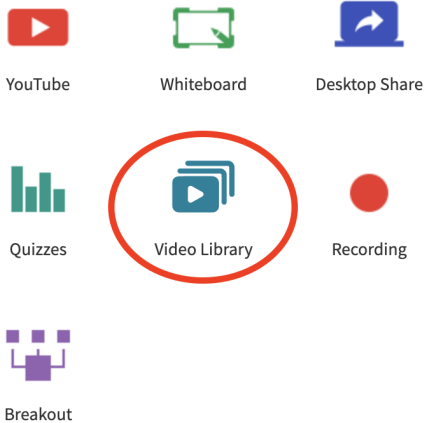 YouTube
Whiteboard
Desktop Share
Quizzes
Video Library
Recording
Breakout